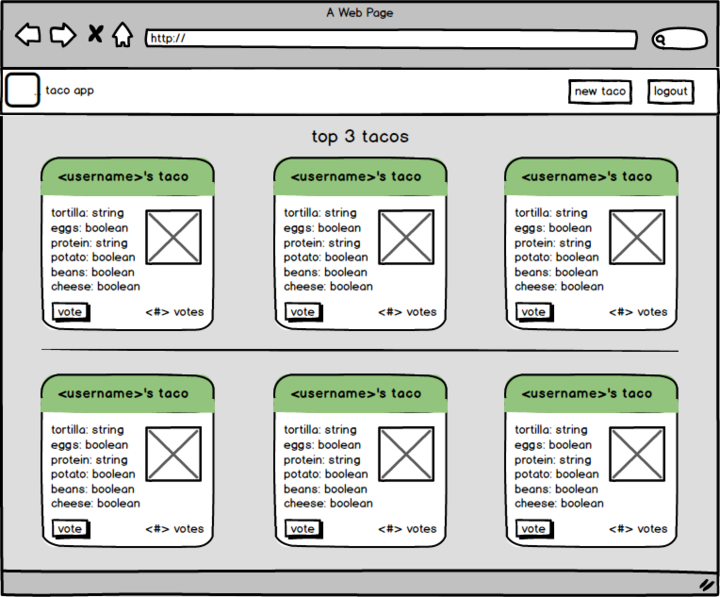 A Web Page
http://
taco app
new taco
logout
top 3 tacos
<username>'s taco
tortilla: string
eggs: boolean
protein: string
potato: boolean
beans: boolean
cheese: boolean
vote
<#> votes
<username>'s taco
tortilla: string
eggs: boolean
protein: string
potato: boolean
beans: boolean
cheese: boolean
vote
<#> votes
<username>'s taco
tortilla: string
eggs: boolean
protein: string
potato: boolean
beans: boolean
cheese: boolean
vote
<#> votes
<username>'s taco
tortilla: string
eggs: boolean
protein: string
potato: boolean
beans: boolean
cheese: boolean
vote
<#> votes
<username>'s taco
tortilla: string
eggs: boolean
protein: string
potato: boolean
beans: boolean
cheese: boolean
vote
<#> votes
<username>'s taco
tortilla: string
eggs: boolean
protein: string
potato: boolean
beans: boolean
cheese: boolean
vote
<#> votes